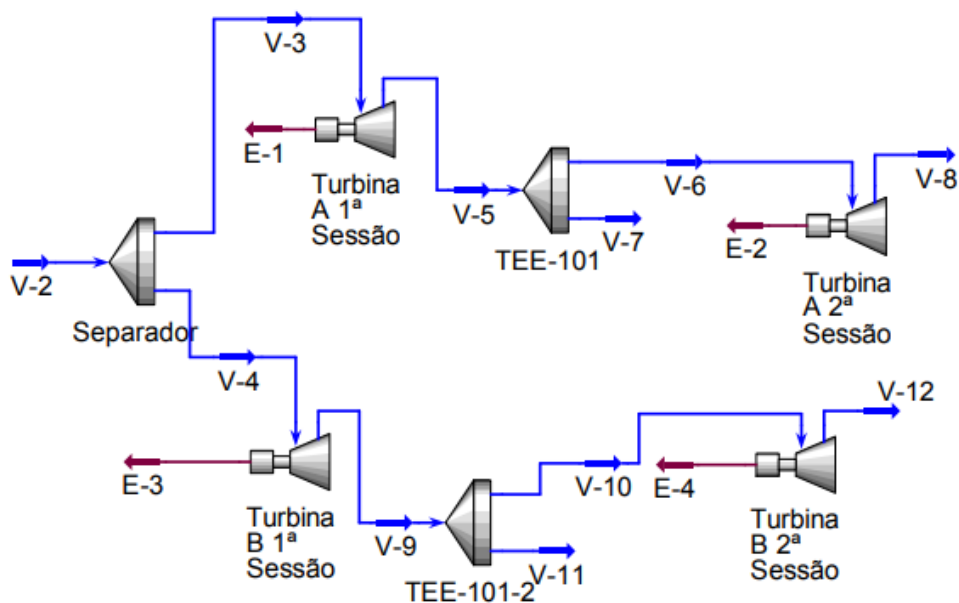 V-3
E-1
Turbina
A 1ª
Sessão
V-5
V-6
V-8
V-7
TEE-101
E-2
Turbina
A 2ª
Sessão
V-2
Separador
V-4
E-3
Turbina
B 1ª
Sessão
V-9
V-10
V-12
E-4
V-11
TEE-101-2
Turbina
B 2ª
Sessão